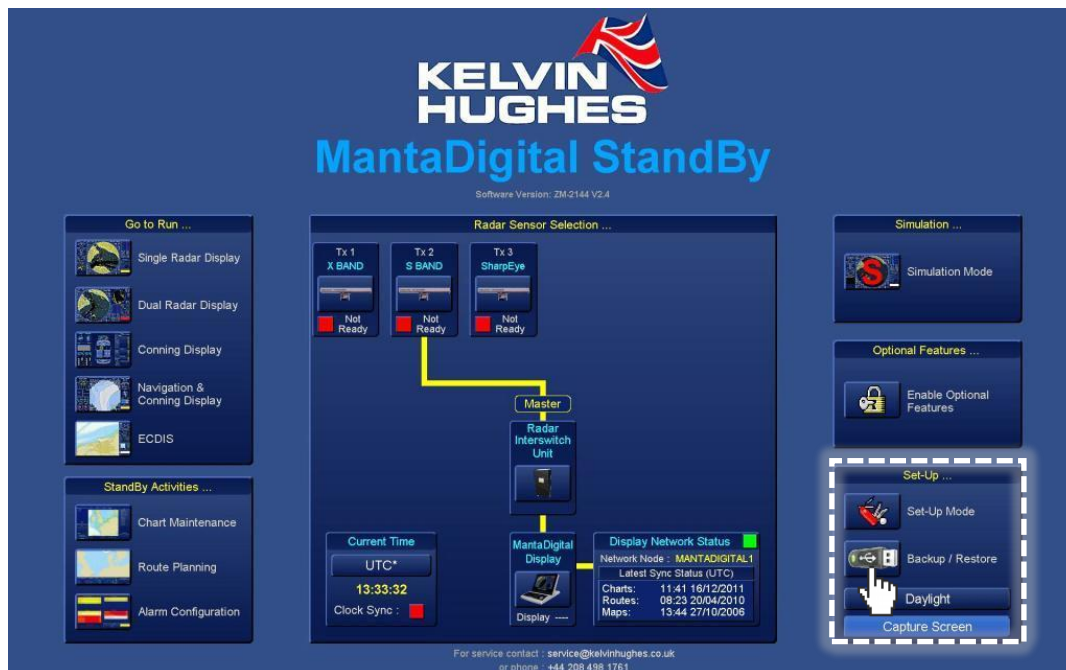 KELVIN
HUGHES
MantaDigital StandBy
Software Version: ZM-2144 V2.4
Go to Run ...
Single Radar Display
Dual Radar Display
Conning Display
Navigation &
Conning Display
ECDIS
StandBy Activities ...
Chart Maintenance
Route Planning
Alarm Configuration
Radar Sensor Selection ...
Tx 1
X BAND
Not
Ready
Tx 2
S BAND
Not
Ready
Tx 3
SharpEye
Not
Ready
Master
Radar
Interswitch
Unit
Current Time
UTC*
13:33:32
Clock Sync :
MantaDigital
Display
Display ----
Display Network Status
Network Node : MANTADIGITAL1
Latest Sync Status (UTC)
Charts: 11:41 16/12/2011
Routes: 08:23 20/04/2010
Maps: 13:44 27/10/2006
Simulation ...
S
Simulation Mode
Optional Features ...
Enable Optional
Features
Set-Up ...
Set-Up Mode
Backup / Restore
Daylight
Capture Screen
For service contact : service@kelvinhughes.co.uk
or phone : +44 208 498 1761